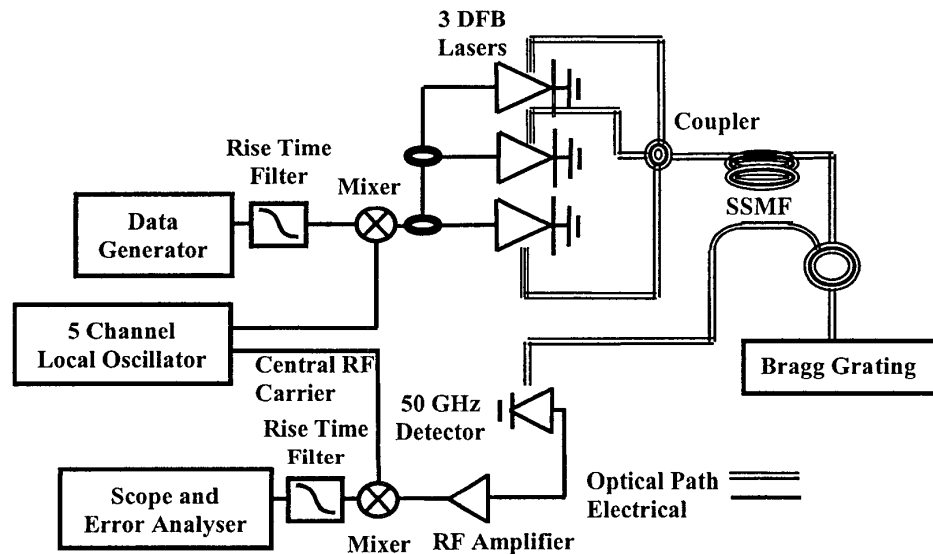 3 DFB
Lasers
Coupler
Rise Time
Filter
Mixer
SSMF
Data
Generator
5 Channel
Local Oscillator
Central RF
Carrier
Bragg Grating
50 GHz
Detector
Rise Time
Filter
Optical Path
Electrical
Scope and
Error Analyser
Mixer
RF Amplifier